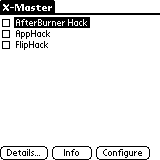 X-Master
AfterBurner Hack
AppHack
FlipHack
Details... Info Configure